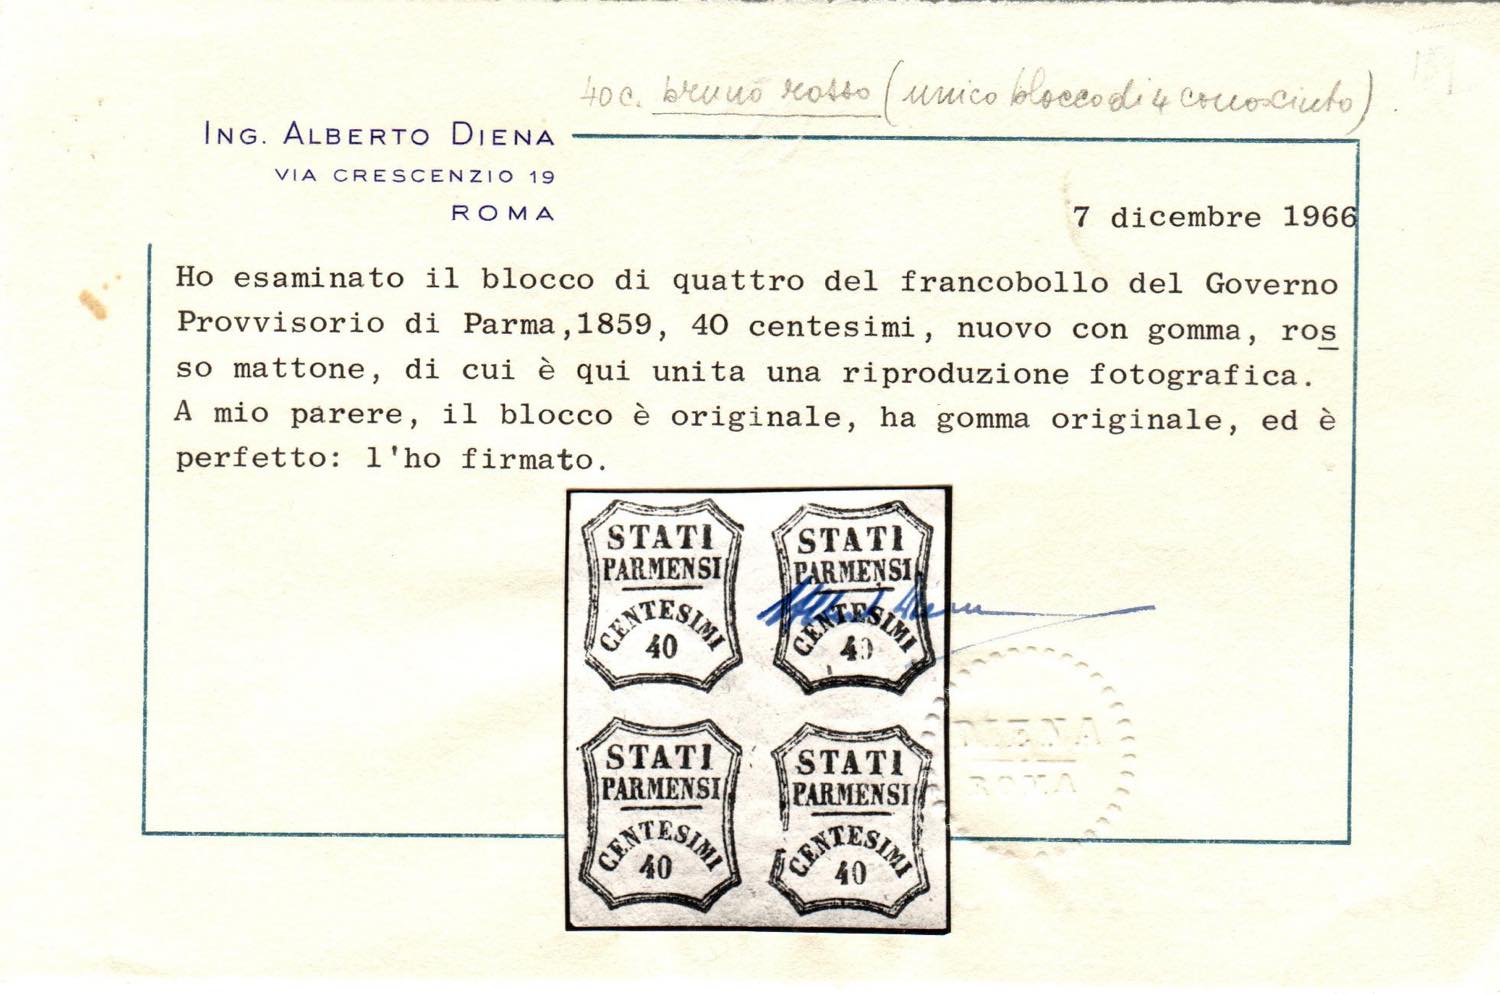 40c. bruno rosso (unico blocco di 4 conosciuto).
ING. ALBERTO DIENA
VIA CRESCENZIO 19
ROMA
7 dicembre 1966
Ho esaminato il blocco di quattro del francobollo del Governo
Provvisorio di Parma,1859, 40 centesimi, nuovo con gomma, ros
so mattone, di cui è qui unita una riproduzione fotografica.
A mio parere, il blocco è originale, ha gomma originale, ed è
perfetto: l'ho firmato.
STATI
PARMENSI
CENTESIMI
40
STATI
PARMENSI
CENTESIMI
40
STATI
PARMENSI
CENTESIMI
40
STATI
PARMENSI
CENTESIMI
40